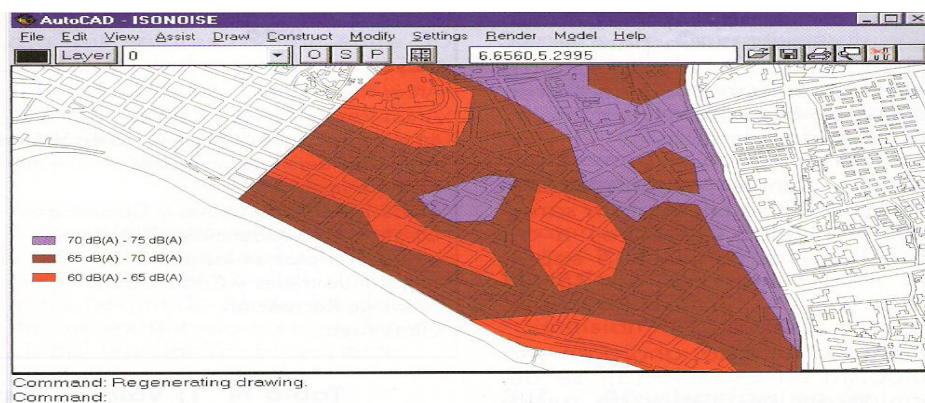 AutoCAD - ISONOISE
File Edit View Assist Draw Construct Modify Settings Render Model Help
Layer 0 O S P 6.6560,5.2995
70 dB(A) - 75 dB(A)
65 dB(A) - 70 dB(A)
60 dB(A) - 65 dB(A)
Command: Regenerating drawing.
Command: